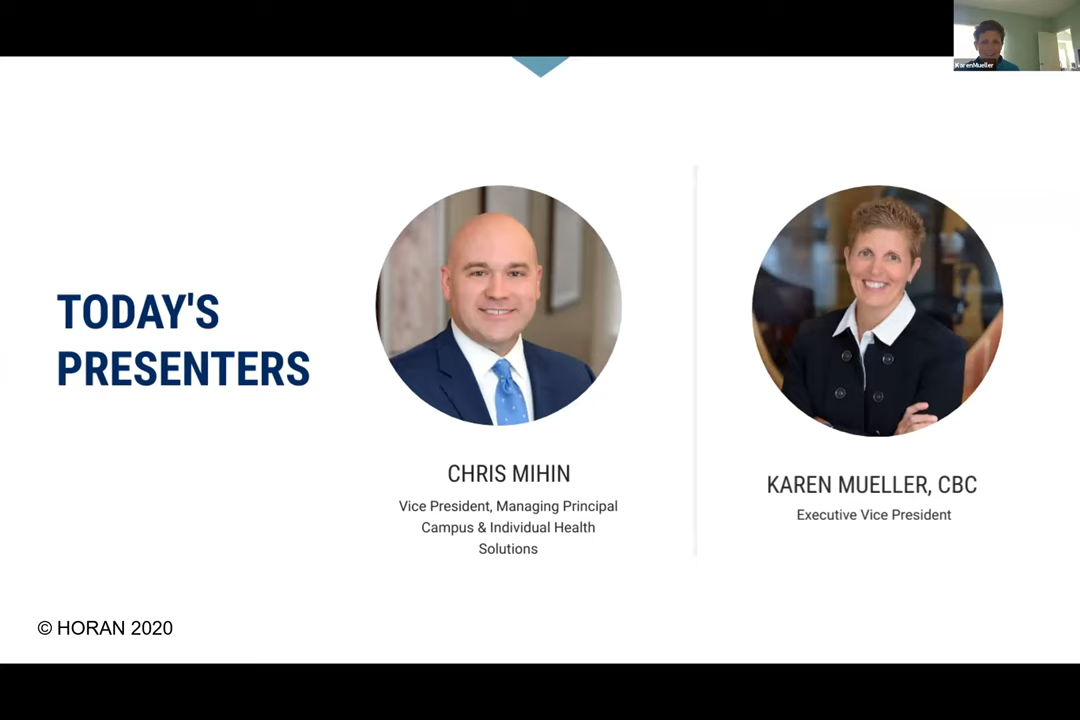 KarenMueller
TODAY'S
PRESENTERS
CHRIS MIHIN
Vice President, Managing Principal
Campus & Individual Health
Solutions
KAREN MUELLER, CBC
Executive Vice President
© HORAN 2020